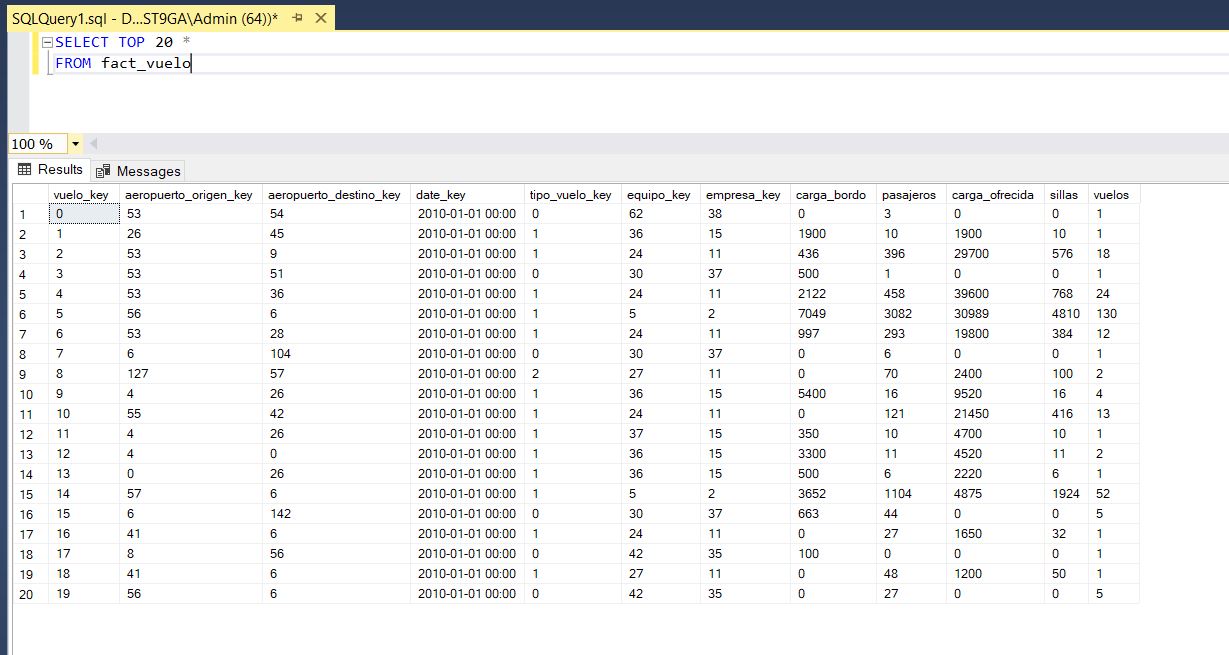 SQLQuery1.sql - D...ST9GA\Admin (64))*
SELECT TOP 20 *
FROM fact_vuelo
100 %
Results Messages
vuelo_key aeropuerto_origen_key aeropuerto_destino_key date_key tipo_vuelo_key equipo_key empresa_key carga_bordo pasajeros carga_ofrecida sillas vuelos
1 0 53 54 2010-01-01 00:00 0 62 38 0 3 0 0 1
2 1 26 45 2010-01-01 00:00 1 36 15 1900 10 1900 10 1
3 2 53 9 2010-01-01 00:00 1 24 11 436 396 29700 576 18
4 3 53 51 2010-01-01 00:00 0 30 37 500 1 0 0 1
5 4 53 36 2010-01-01 00:00 1 24 11 2122 458 39600 768 24
6 5 56 6 2010-01-01 00:00 1 5 2 7049 3082 30989 4810 130
7 6 53 28 2010-01-01 00:00 1 24 11 997 293 19800 384 12
8 7 6 104 2010-01-01 00:00 0 30 37 0 6 0 0 1
9 8 127 57 2010-01-01 00:00 2 27 11 0 70 2400 100 2
10 9 4 26 2010-01-01 00:00 1 36 15 5400 16 9520 16 4
11 10 55 42 2010-01-01 00:00 1 24 11 0 121 21450 416 13
12 11 4 26 2010-01-01 00:00 1 37 15 350 10 4700 10 1
13 12 4 0 2010-01-01 00:00 1 36 15 3300 11 4520 11 2
14 13 0 26 2010-01-01 00:00 1 36 15 500 6 2220 6 1
15 14 57 6 2010-01-01 00:00 1 5 2 3652 1104 4875 1924 52
16 15 6 142 2010-01-01 00:00 0 30 37 663 44 0 0 5
17 16 41 6 2010-01-01 00:00 1 24 11 0 27 1650 32 1
18 17 8 56 2010-01-01 00:00 0 42 35 100 0 0 0 1
19 18 41 6 2010-01-01 00:00 1 27 11 0 48 1200 50 1
20 19 56 6 2010-01-01 00:00 0 42 35 0 27 0 0 5